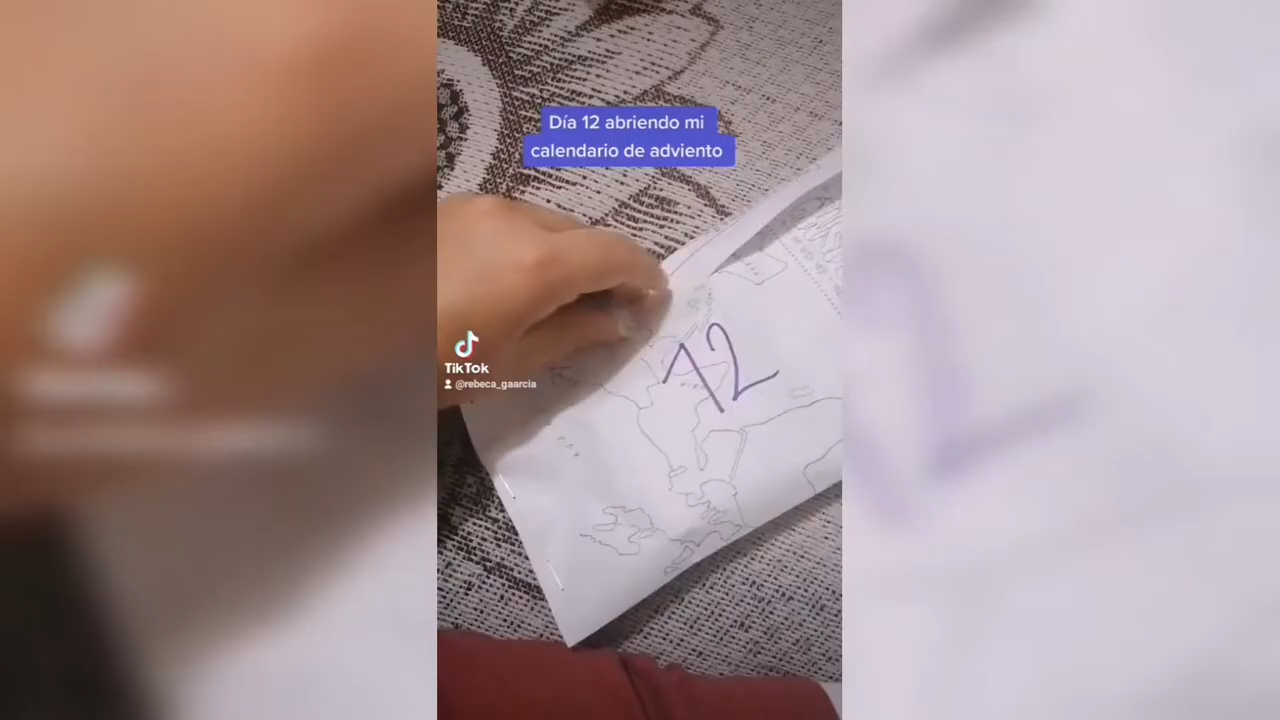 Día 12 abriendo mi
calendario de adviento
12
TikTok
@rebeca_gaarcia